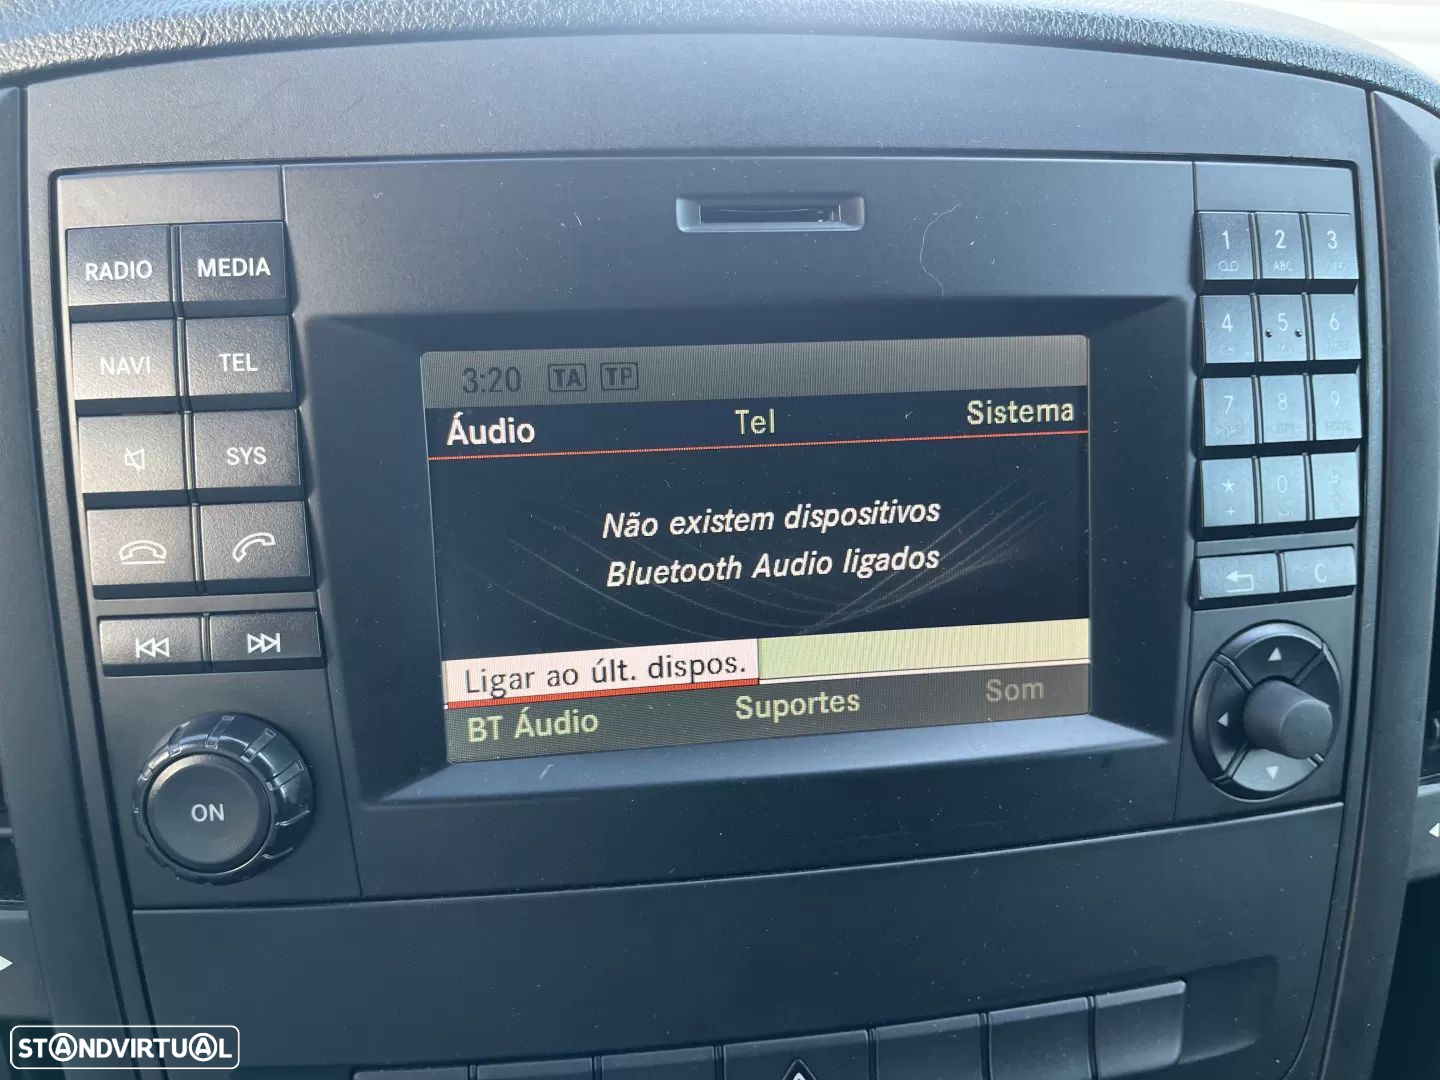 RADIO MEDIA
NAVI TEL
SYS
ON
3:20 TA TP
Áudio Tel Sistema
Não existem dispositivos
Bluetooth Audio ligados
Ligar ao últ. dispos.
BT Áudio Suportes Som
1 2 3
ABC
4 5 6
7 8 9
* 0 #
+
C
STANDVIRTUAL